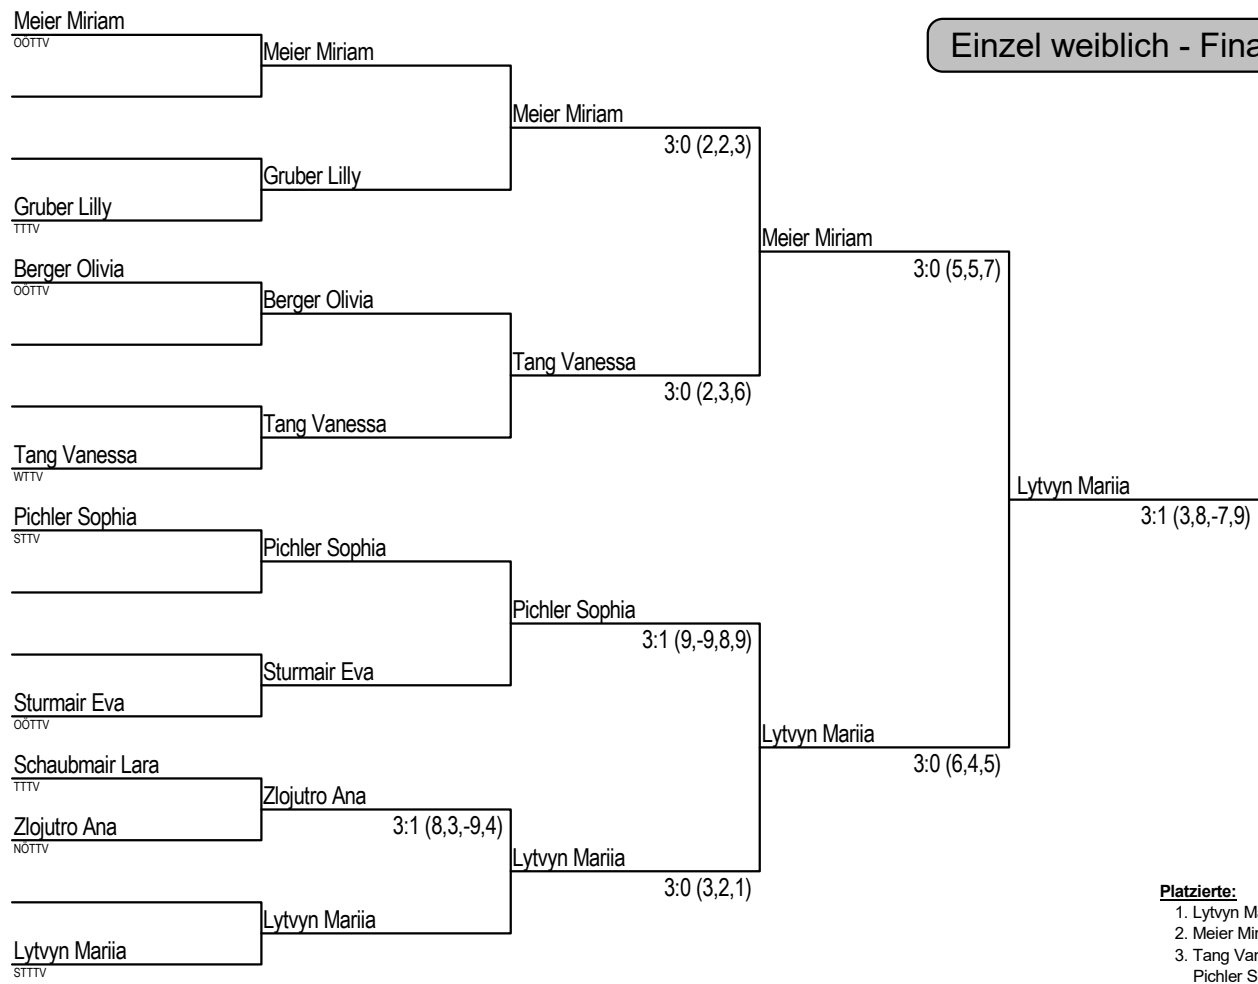 Meier Miriam
OÖTTV
Meier Miriam
Einzel weiblich - Fina
Meier Miriam
3:0 (2,2,3)
Gruber Lilly
Gruber Lilly
TTTV
Meier Miriam
3:0 (5,5,7)
Berger Olivia
OÖTTV
Berger Olivia
Tang Vanessa
3:0 (2,3,6)
Tang Vanessa
Tang Vanessa
WTTV
Lytvyn Mariia
3:1 (3,8,-7,9)
Pichler Sophia
STTV
Pichler Sophia
Pichler Sophia
3:1 (9,-9,8,9)
Sturmair Eva
Sturmair Eva
OÖTTV
Lytvyn Mariia
3:0 (6,4,5)
Schaubmair Lara
TTTV
Zlojutro Ana
3:1 (8,3,-9,4)
Zlojutro Ana
NÖTTV
Lytvyn Mariia
3:0 (3,2,1)
Lytvyn Mariia
Lytvyn Mariia
STTTV
Platzierte:
1. Lytvyn Ma
2. Meier Mir
3. Tang Van
Pichler S